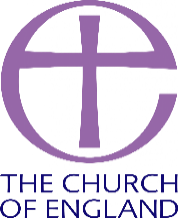 THE CHURCH
OF ENGLAND